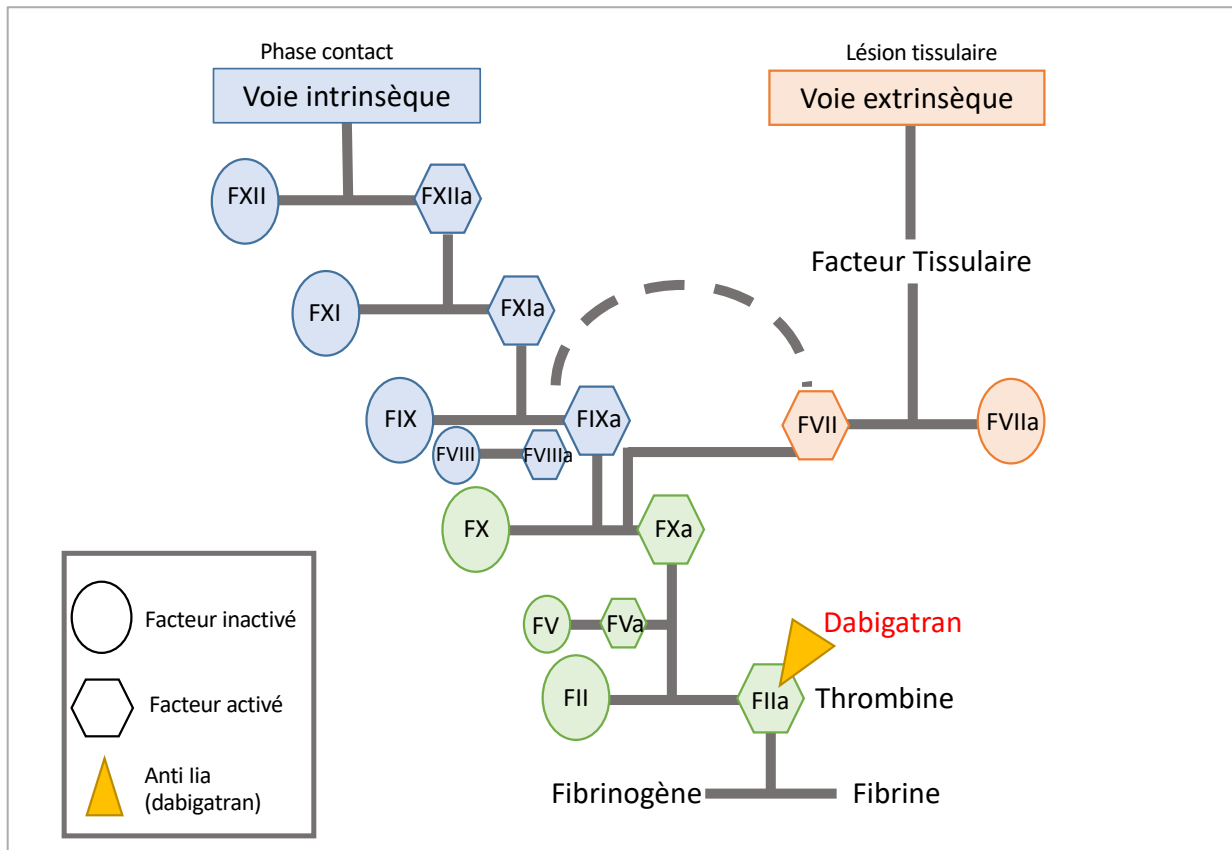 Phase contact
Lésion tissulaire
Voie intrinsèque
Voie extrinsèque
FXII
FXIIa
Facteur Tissulaire
FXI
FXIa
FIX
FIXa
FVII
FVIIa
FVIII
FVIIIa
FX
FXa
Facteur inactivé
FV
FVa
Dabigatran
FII
FIIa
Thrombine
Facteur activé
Anti Iia
(dabigatran)
Fibrinogène
Fibrine